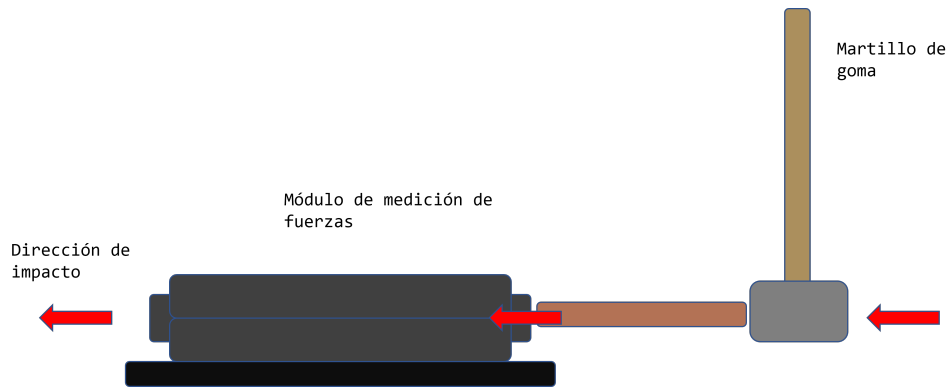 Martillo de
goma
Módulo de medición de
fuerzas
Dirección de
impacto